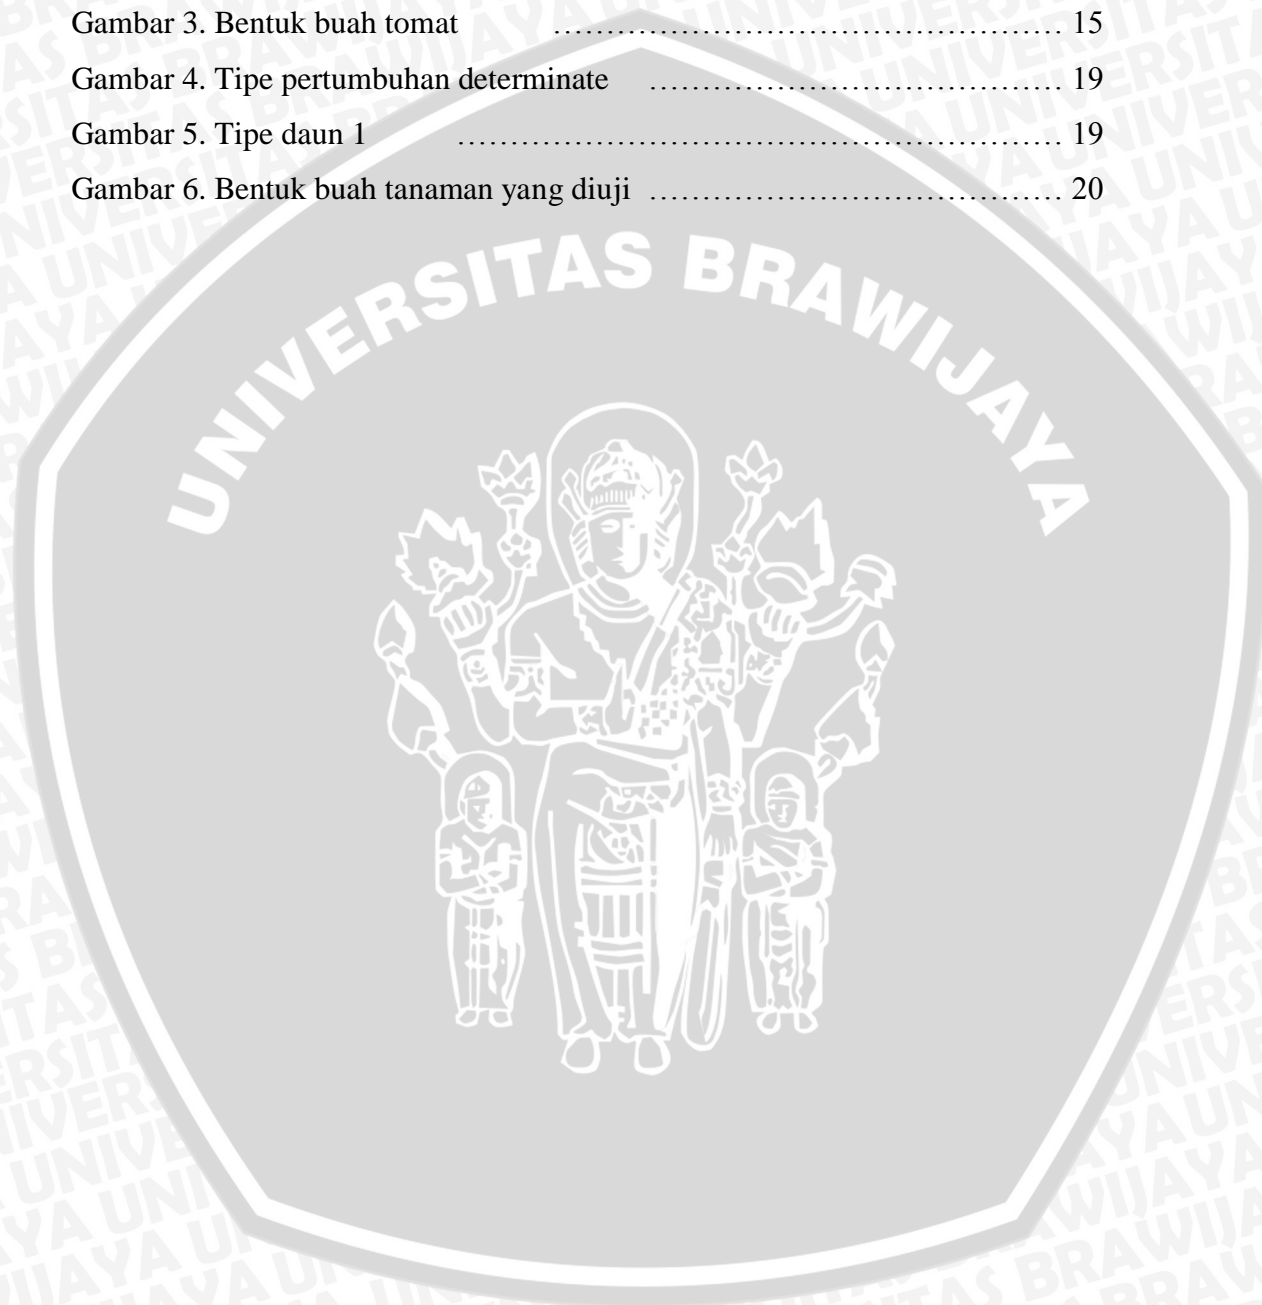 Gambar 3. Bentuk buah tomat ................................................ 15
Gambar 4. Tipe pertumbuhan determinate ....................................... 19
Gambar 5. Tipe daun 1 ......................................................... 19
Gambar 6. Bentuk buah tanaman yang diuji ....................................... 20
UNIVERSITAS BRAWIJAYA